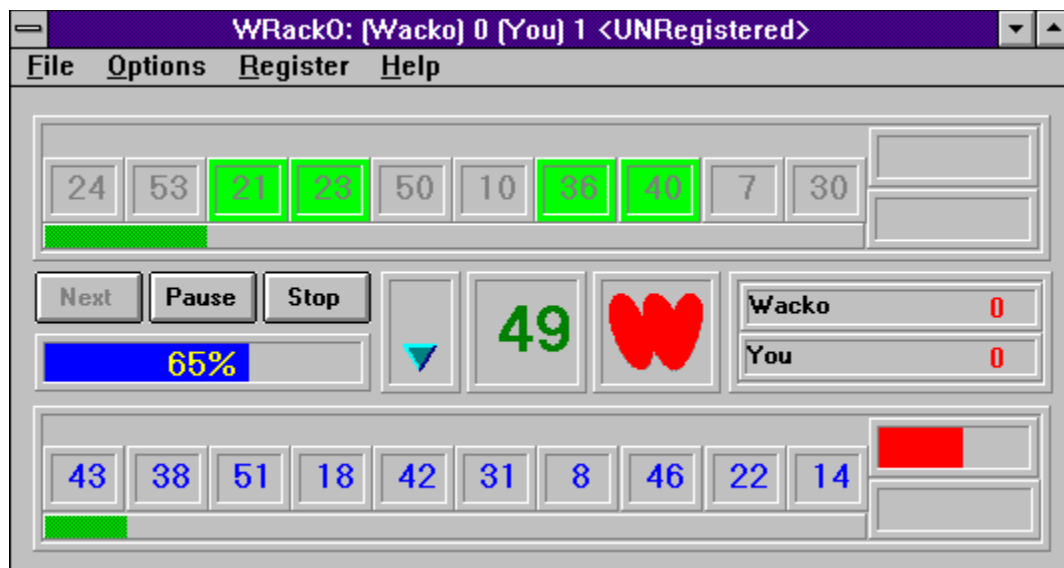 WRackO: (Wacko) 0 (You) 1 <UNRegistered>
File Options Register Help
24 53 21 23 50 10 36 40 7 30
Next Pause Stop
65%
49
W
Wacko 0
You 0
43 38 51 18 42 31 8 46 22 14